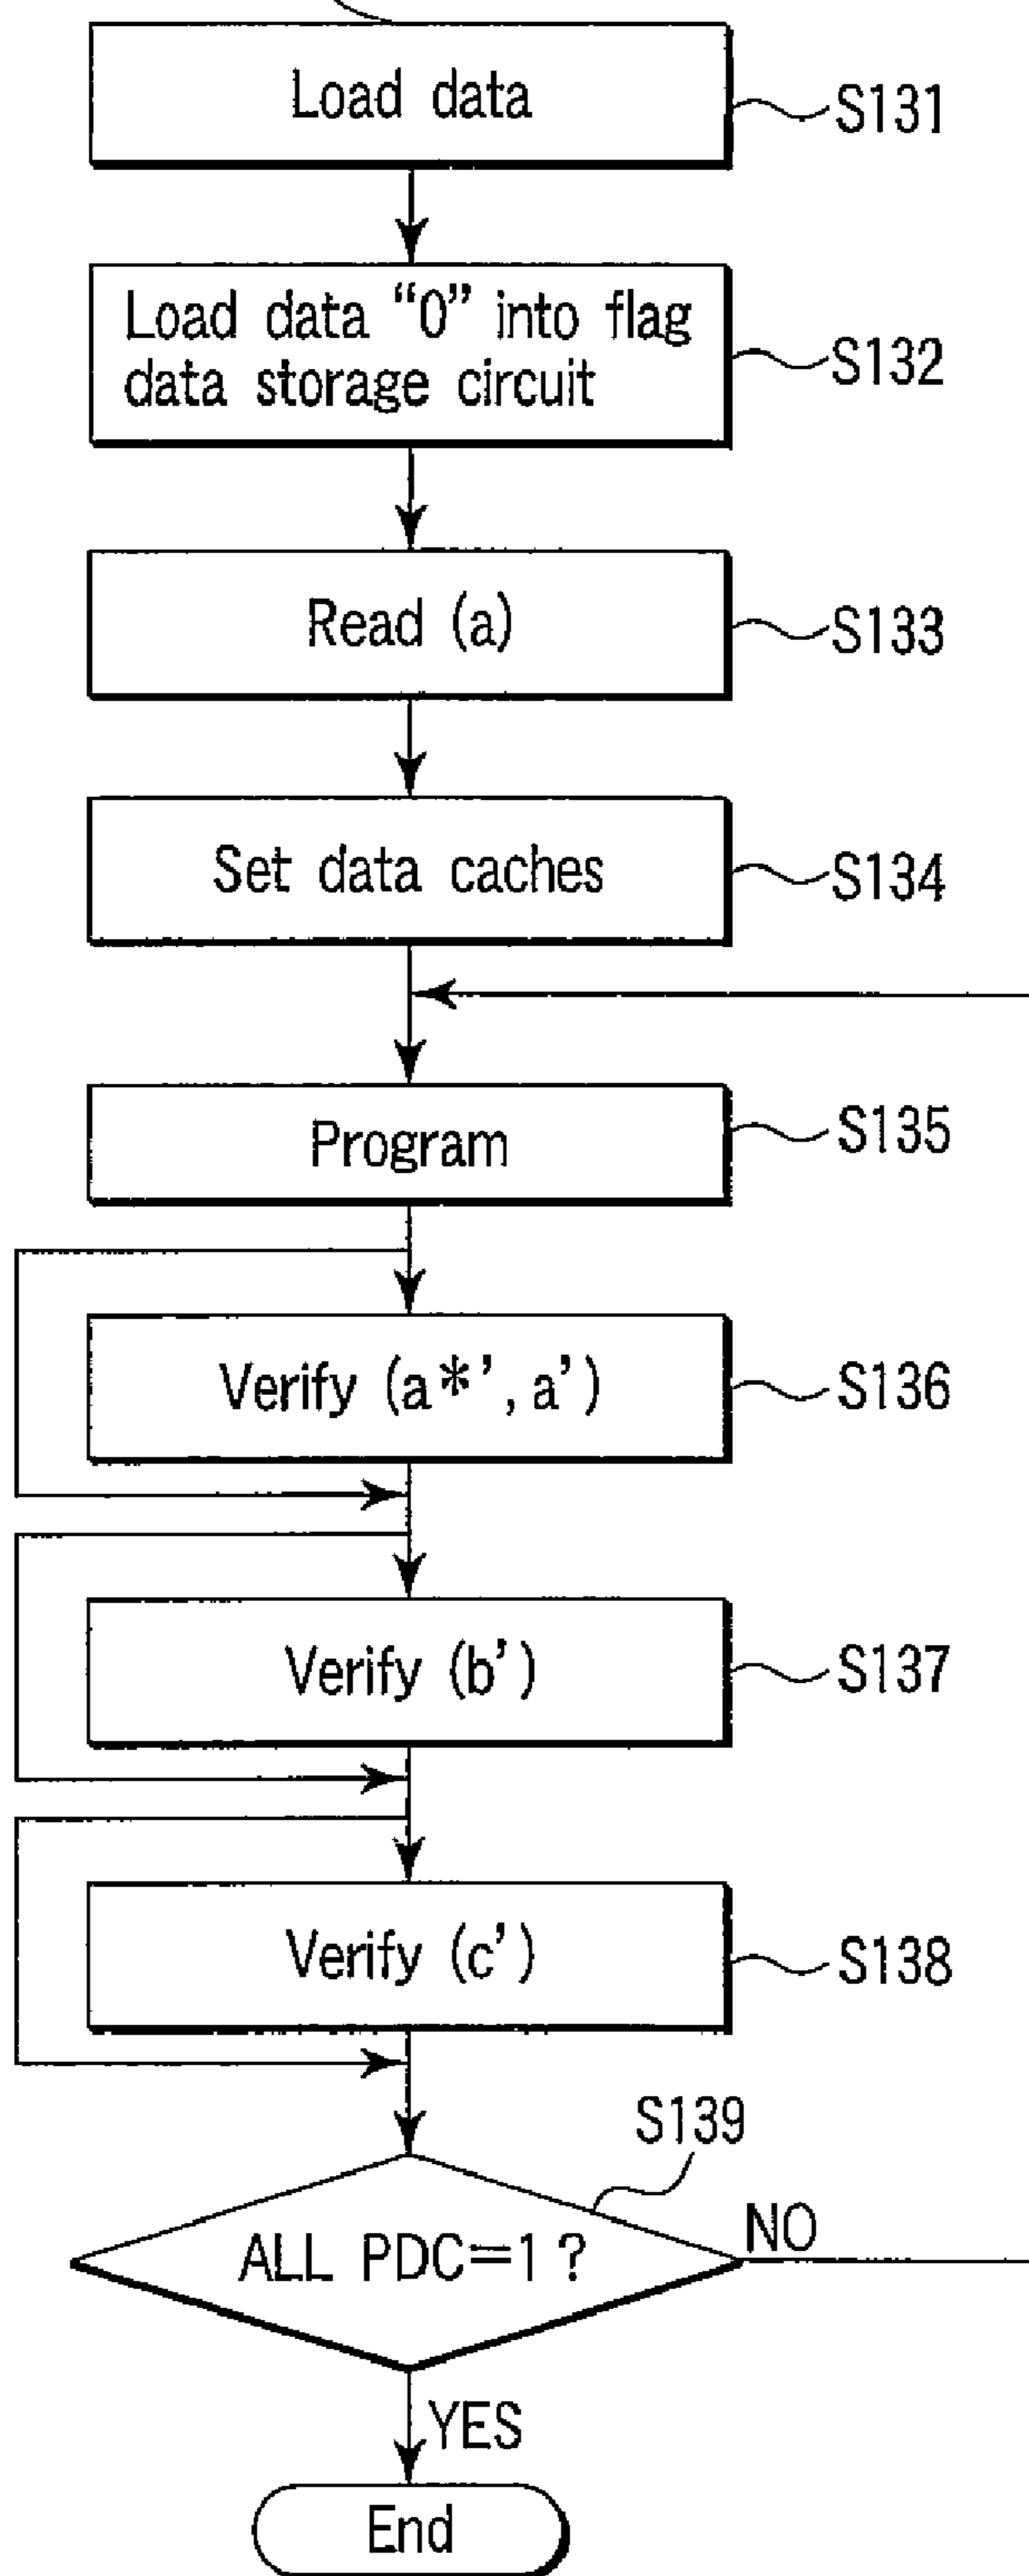 Load data
S131
Load data “0” into flag
data storage circuit
S132
Read (a)
S133
Set data caches
S134
Program
S135
Verify (a*’, a’)
S136
Verify (b’)
S137
Verify (c’)
S138
S139
ALL PDC=1 ?
NO
YES
End